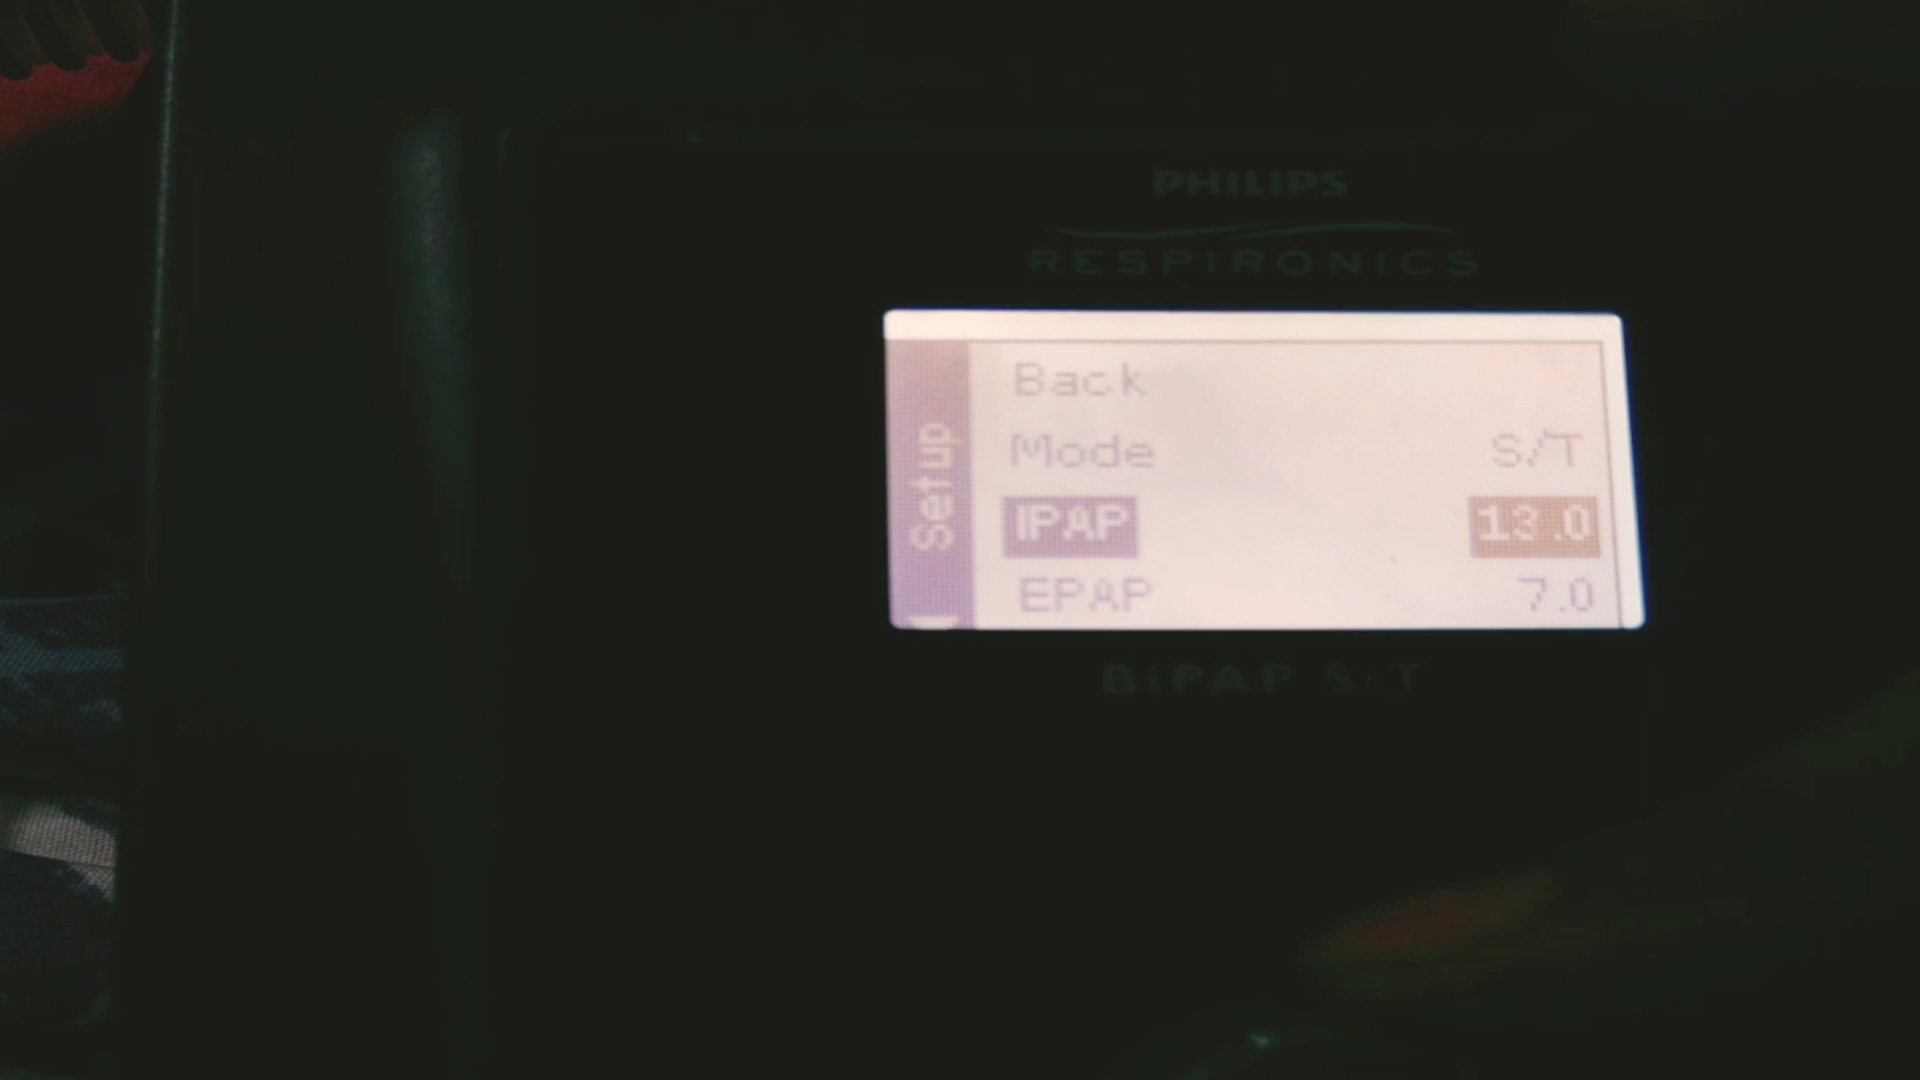 PHILIPS
RESPIRONICS
Setup
Back
Mode S/T
IPAP 13.0
EPAP 7.0
BiPAP S/T